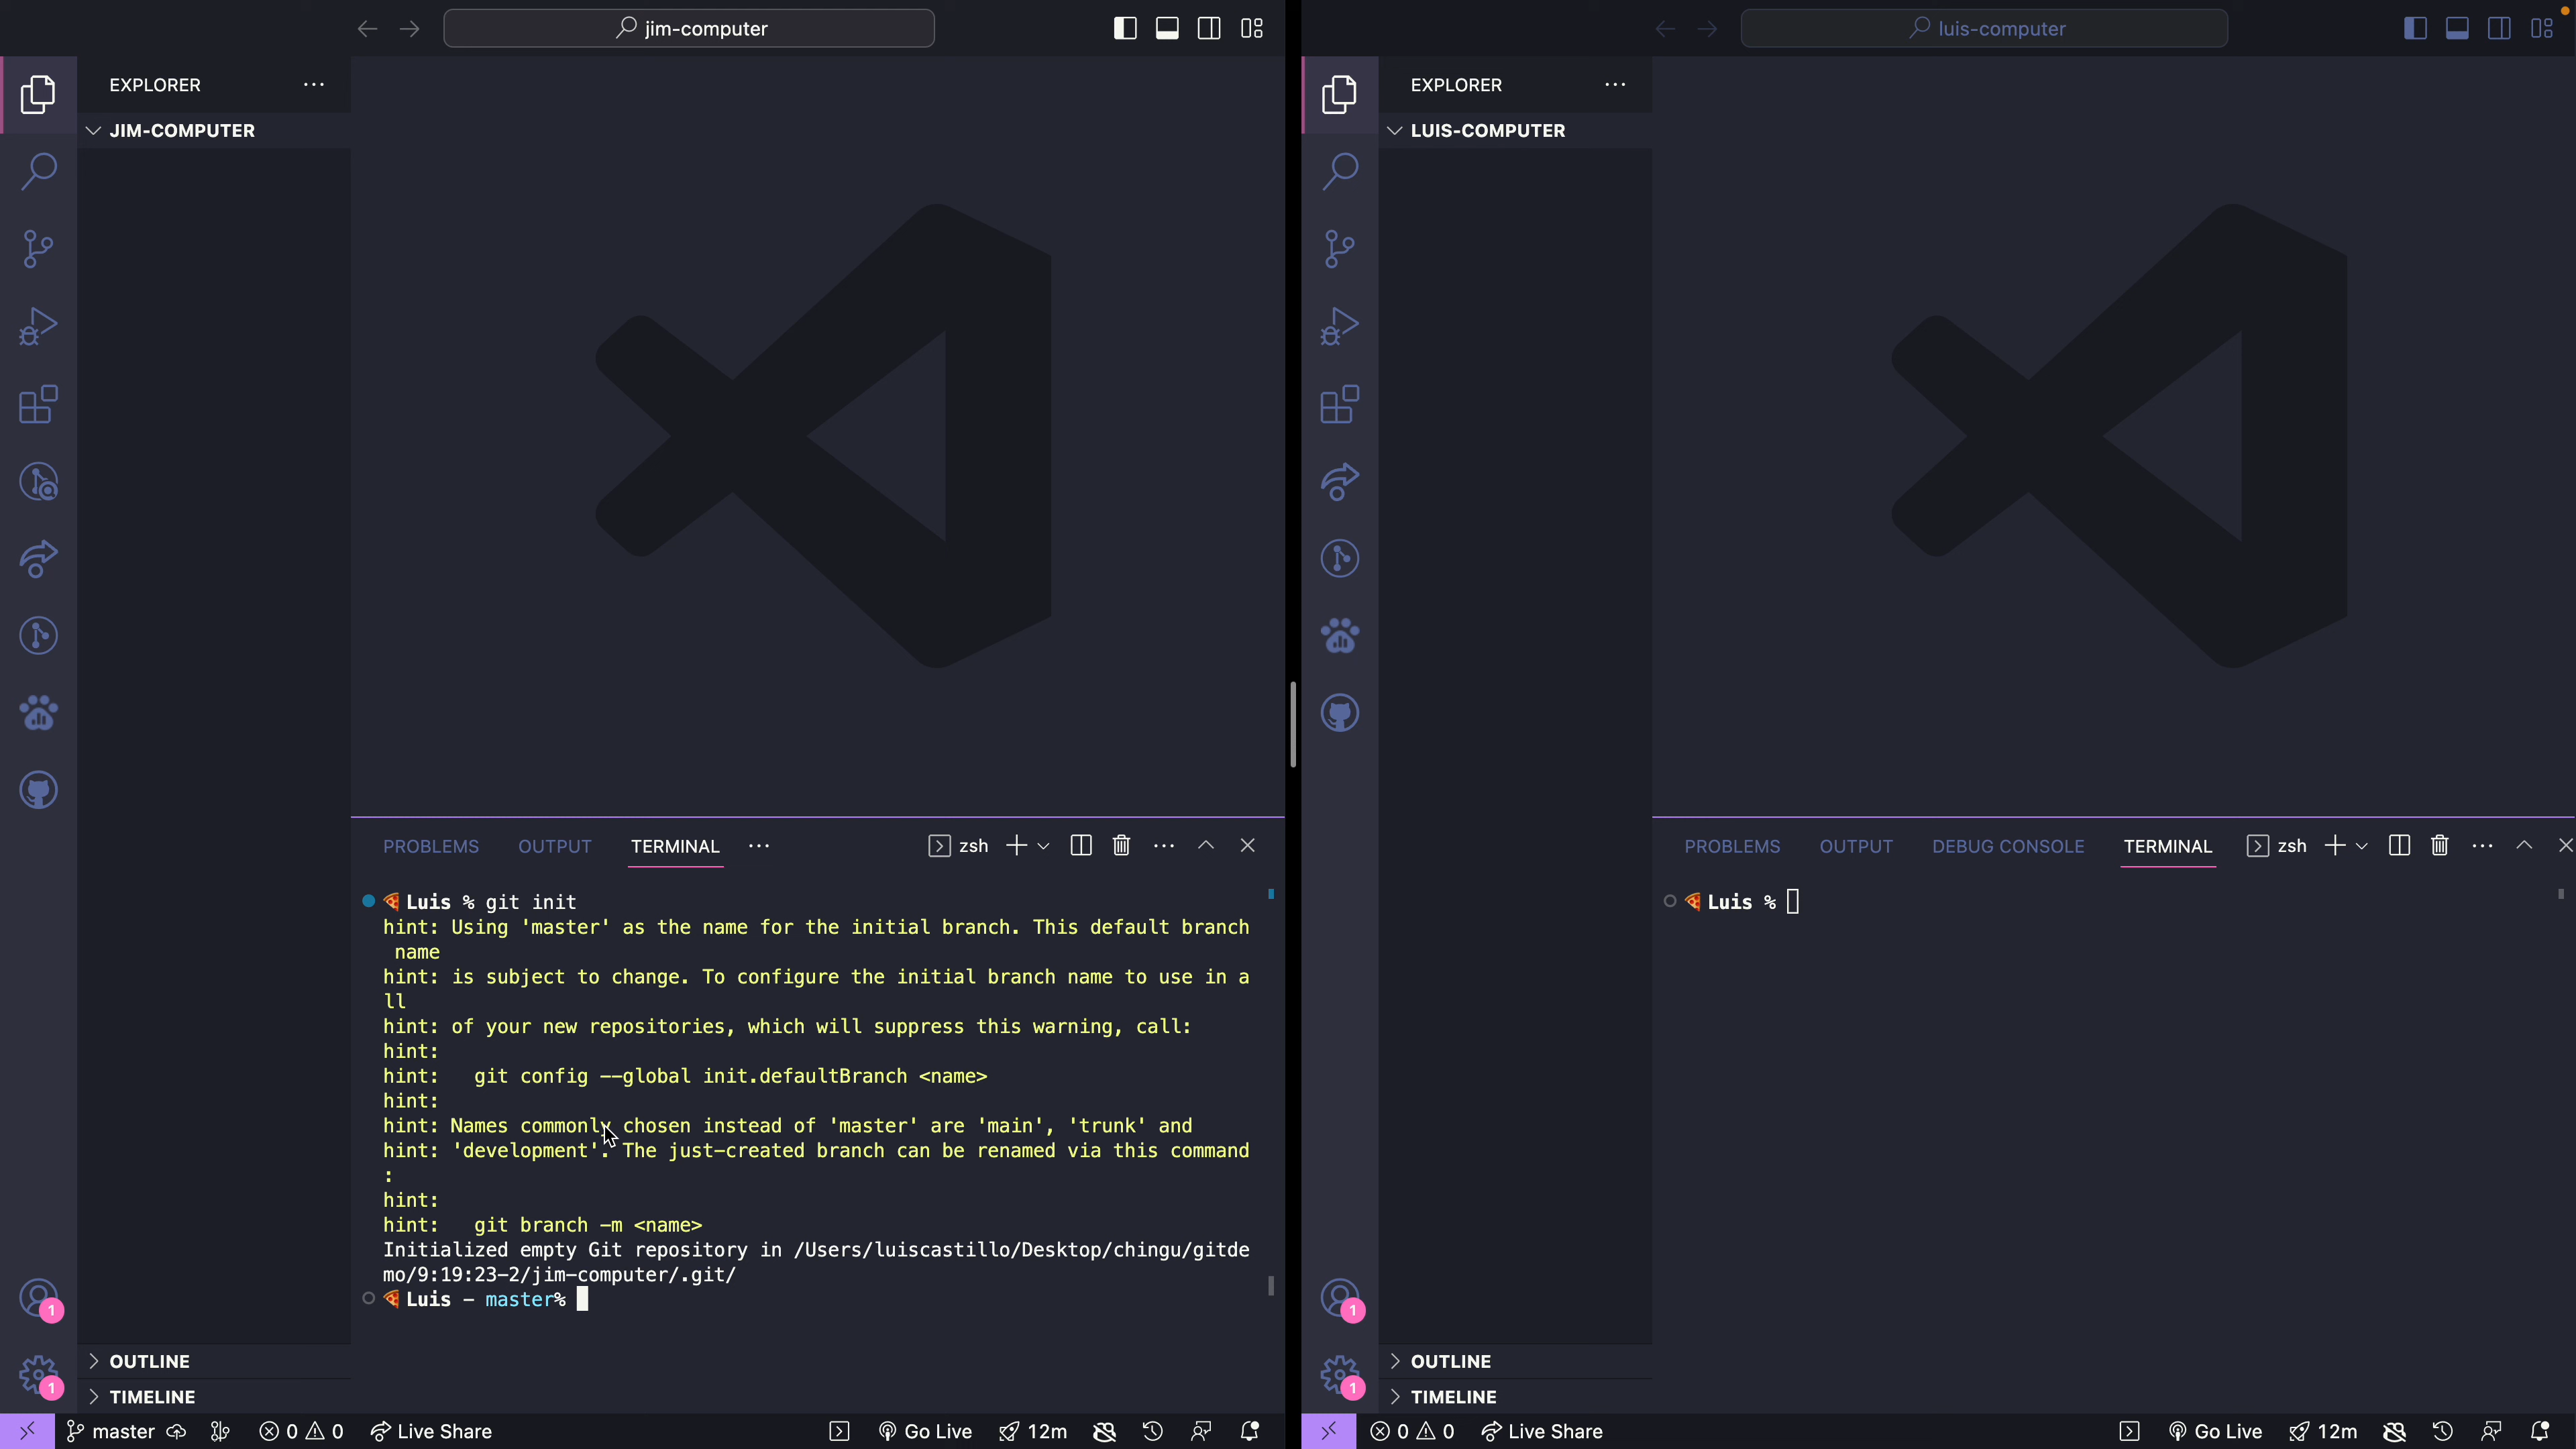 jim-computer
EXPLORER
JIM-COMPUTER
PROBLEMS OUTPUT TERMINAL zsh
Luis % git init
hint: Using 'master' as the name for the initial branch. This default branch
name
hint: is subject to change. To configure the initial branch name to use in a
ll
hint: of your new repositories, which will suppress this warning, call:
hint:
hint: git config --global init.defaultBranch <name>
hint:
hint: Names commonly chosen instead of 'master' are 'main', 'trunk' and
hint: 'development'. The just-created branch can be renamed via this command
:
hint:
hint: git branch -m <name>
Initialized empty Git repository in /Users/luiscastillo/Desktop/chingu/gitde
mo/9:19:23-2/jim-computer/.git/
Luis - master%
1
1
OUTLINE
TIMELINE
master 0 0 Live Share Go Live 12m
luis-computer
EXPLORER
LUIS-COMPUTER
PROBLEMS OUTPUT DEBUG CONSOLE TERMINAL zsh
Luis %
1
1
OUTLINE
TIMELINE
0 0 Live Share Go Live 12m